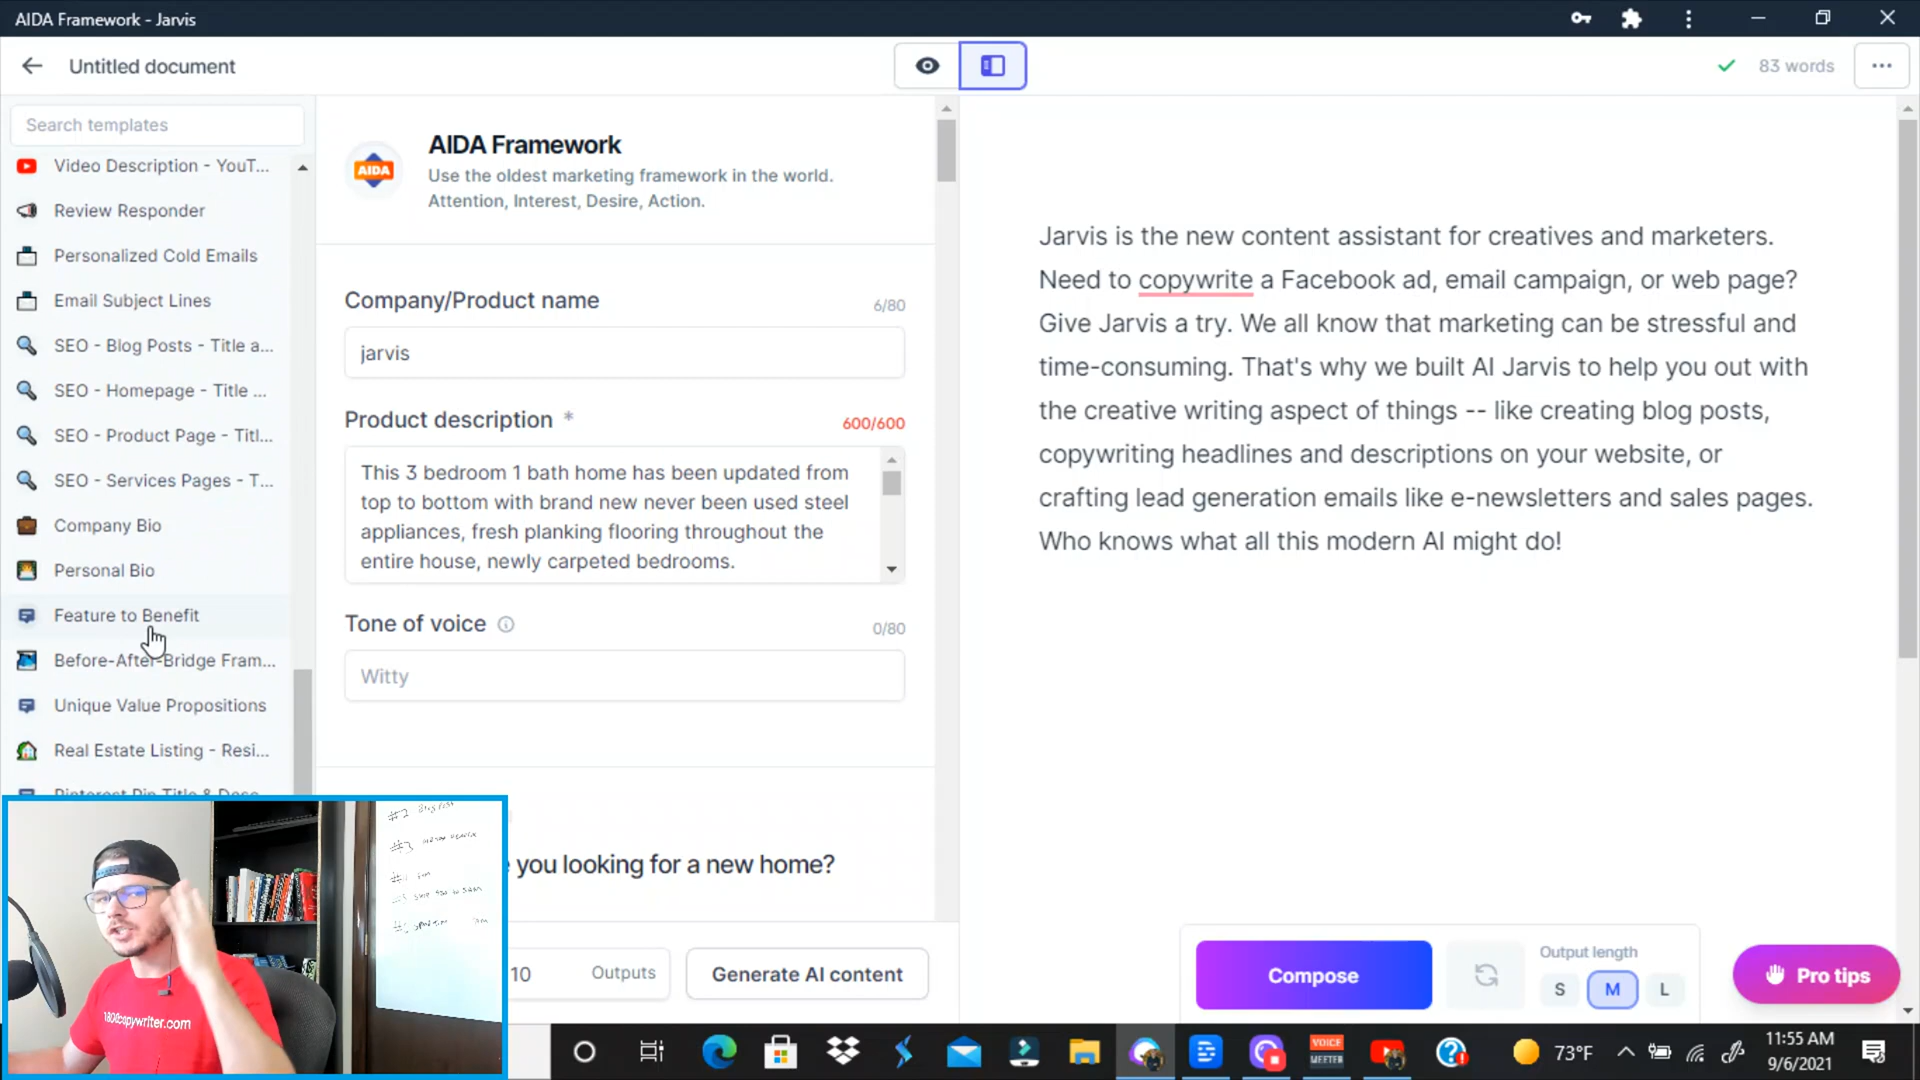 AIDA Framework - Jarvis
Untitled document
83 words
Search templates
Video Description - YouT...
Review Responder
Personalized Cold Emails
Email Subject Lines
SEO - Blog Posts - Title a...
SEO - Homepage - Title ...
SEO - Product Page - Titl...
SEO - Services Pages - T...
Company Bio
Personal Bio
Feature to Benefit
Before-After-Bridge Fram...
Unique Value Propositions
Real Estate Listing - Resi...
Pinterest Pin Title & Desc
AIDA
AIDA Framework
Use the oldest marketing framework in the world.
Attention, Interest, Desire, Action.
Company/Product name
6/80
jarvis
Product description *
600/600
This 3 bedroom 1 bath home has been updated from
top to bottom with brand new never been used steel
appliances, fresh planking flooring throughout the
entire house, newly carpeted bedrooms.
Tone of voice
0/80
Witty
you looking for a new home?
10
Outputs
Generate AI content
Jarvis is the new content assistant for creatives and marketers.
Need to copywrite a Facebook ad, email campaign, or web page?
Give Jarvis a try. We all know that marketing can be stressful and
time-consuming. That's why we built AI Jarvis to help you out with
the creative writing aspect of things -- like creating blog posts,
copywriting headlines and descriptions on your website, or
crafting lead generation emails like e-newsletters and sales pages.
Who knows what all this modern AI might do!
Compose
Output length
S
M
L
Pro tips
#2 Blog Post
#3
1800copywriter.com
VOICE
MEETER
73°F
11:55 AM
9/6/2021